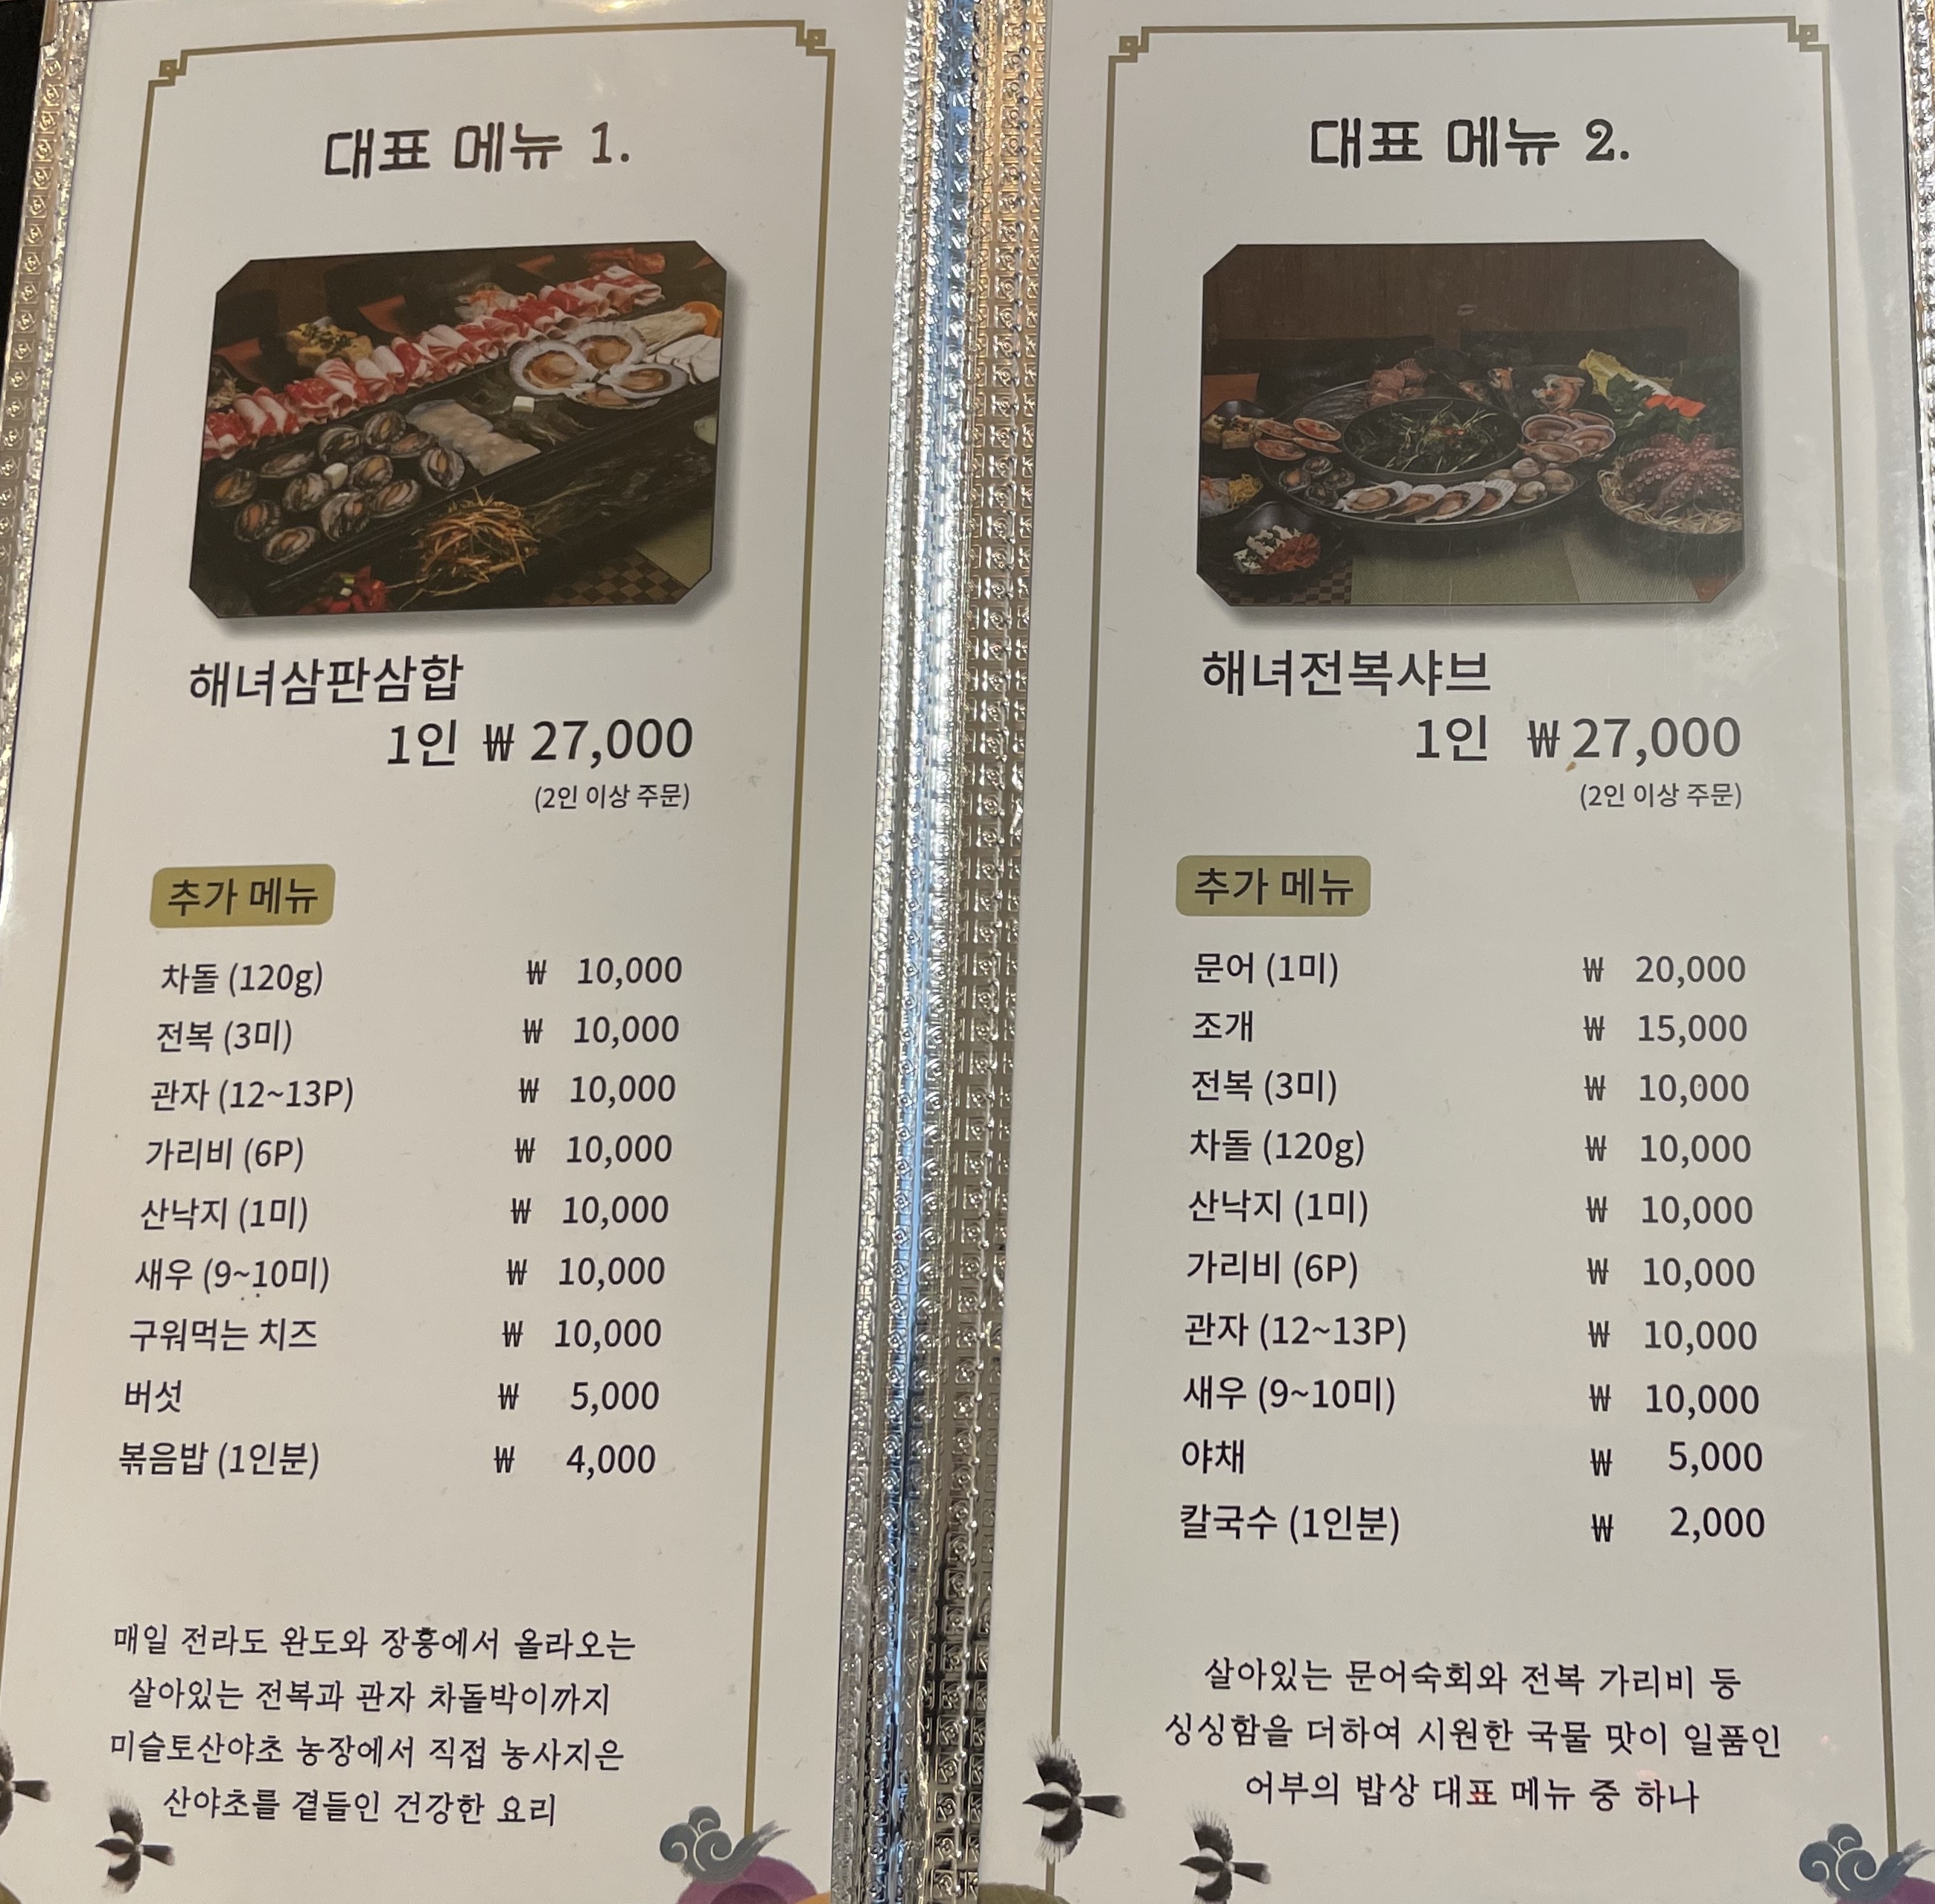 대표 메뉴 1.
해녀삼판삼합
1인 ₩ 27,000
(2인 이상 주문)
추가 메뉴
차돌 (120g) ₩ 10,000
전복 (3미) ₩ 10,000
관자 (12~13P) ₩ 10,000
가리비 (6P) ₩ 10,000
산낙지 (1미) ₩ 10,000
새우 (9~10미) ₩ 10,000
구워먹는 치즈 ₩ 10,000
버섯 ₩ 5,000
볶음밥 (1인분) ₩ 4,000
매일 전라도 완도와 장흥에서 올라오는
살아있는 전복과 관자 차돌박이까지
미슬토산야초 농장에서 직접 농사지은
산야초를 곁들인 건강한 요리
대표 메뉴 2.
해녀전복샤브
1인 ₩ 27,000
(2인 이상 주문)
추가 메뉴
문어 (1미) ₩ 20,000
조개 ₩ 15,000
전복 (3미) ₩ 10,000
차돌 (120g) ₩ 10,000
산낙지 (1미) ₩ 10,000
가리비 (6P) ₩ 10,000
관자 (12~13P) ₩ 10,000
새우 (9~10미) ₩ 10,000
야채 ₩ 5,000
칼국수 (1인분) ₩ 2,000
살아있는 문어숙회와 전복 가리비 등
싱싱함을 더하여 시원한 국물 맛이 일품인
어부의 밥상 대표 메뉴 중 하나